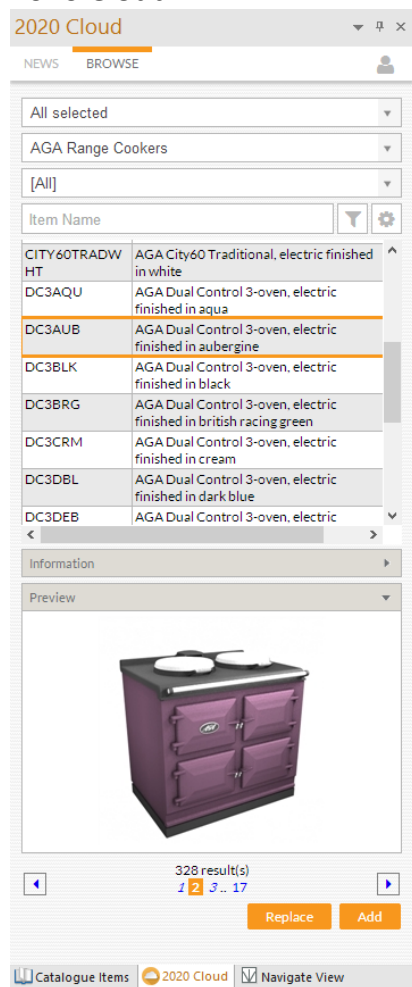 2020 Cloud
NEWS BROWSE
All selected
AGA Range Cookers
[All]
Item Name
CITY60TRADW AGA City60 Traditional, electric finished
HT in white
DC3AQU AGA Dual Control 3-oven, electric
finished in aqua
DC3AUB AGA Dual Control 3-oven, electric
finished in aubergine
DC3BLK AGA Dual Control 3-oven, electric
finished in black
DC3BRG AGA Dual Control 3-oven, electric
finished in british racing green
DC3CRM AGA Dual Control 3-oven, electric
finished in cream
DC3DBL AGA Dual Control 3-oven, electric
finished in dark blue
DC3DEB AGA Dual Control 3-oven, electric
Information
Preview
AGA
328 result(s)
1 2 3 .. 17
Replace Add
Catalogue Items 2020 Cloud Navigate View